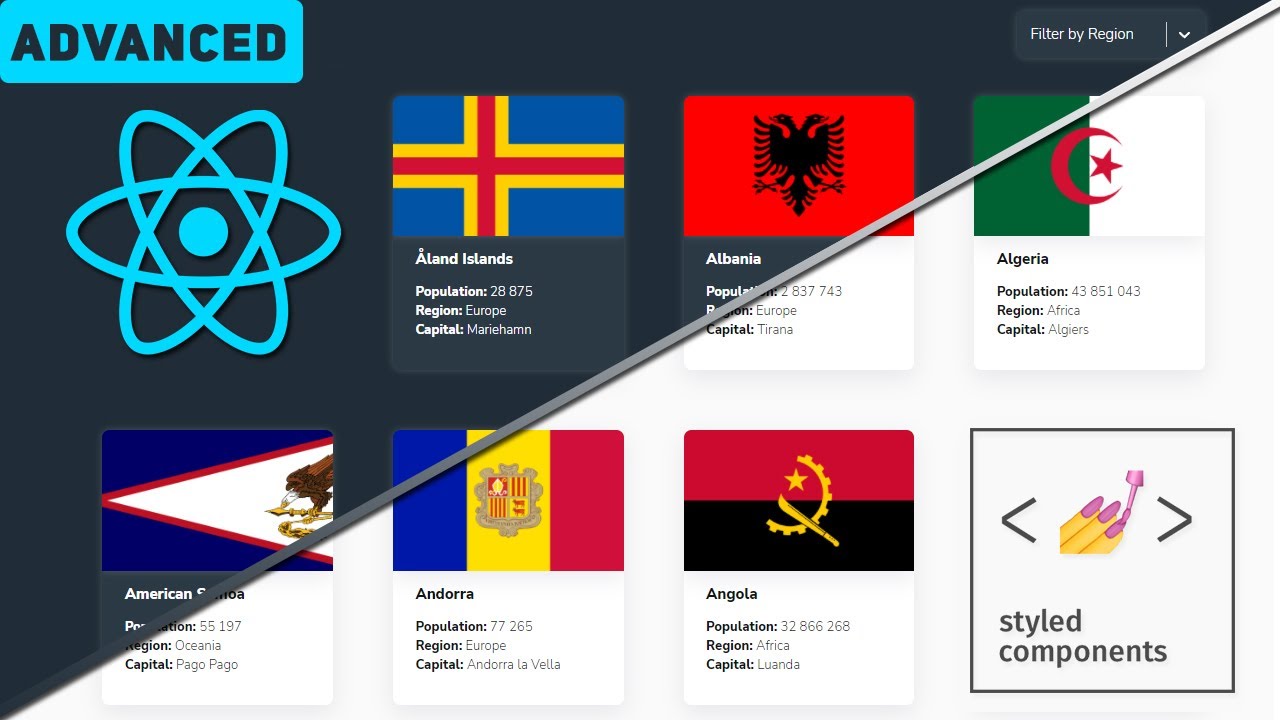 ADVANCED
Filter by Region
Åland Islands
Population: 28 875
Region: Europe
Capital: Mariehamn
Albania
Population: 2 837 743
Region: Europe
Capital: Tirana
Algeria
Population: 43 851 043
Region: Africa
Capital: Algiers
American Samoa
Population: 55 197
Region: Oceania
Capital: Pago Pago
Andorra
Population: 77 265
Region: Europe
Capital: Andorra la Vella
Angola
Population: 32 866 268
Region: Africa
Capital: Luanda
< >
styled
components